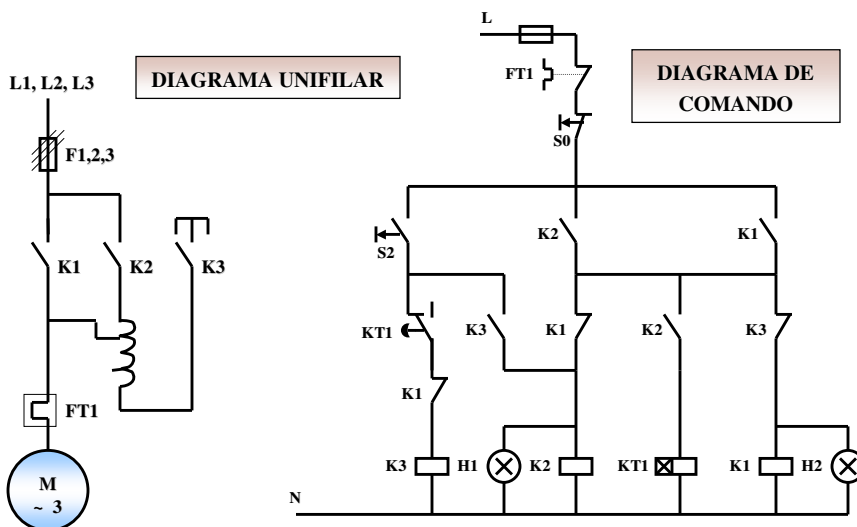 DIAGRAMA UNIFILAR
L1, L2, L3
F1,2,3
K1
K2
K3
FT1
M
~ 3
DIAGRAMA DE
COMANDO
L
FT1
S0
S2
K2
K1
KT1
K3
K1
K2
K3
K1
K3
H1
K2
KT1
K1
H2
N